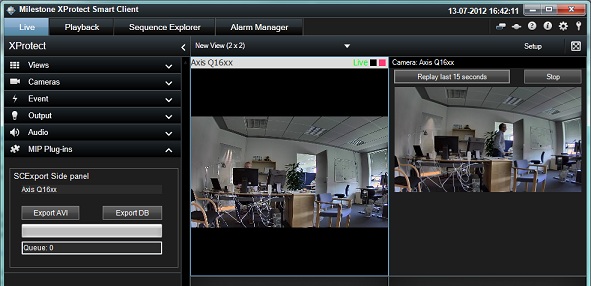 Milestone XProtect Smart Client
13-07-2012 16:42:11
Live Playback Sequence Explorer Alarm Manager
XProtect
New View (2 x 2)
Setup
Views
Cameras
Event
Output
Audio
MIP Plug-ins
SCExport Side panel
Axis Q16xx
Export AVI Export DB
Queue: 0
Axis Q16xx Live
Camera: Axis Q16xx
Replay last 15 seconds Stop